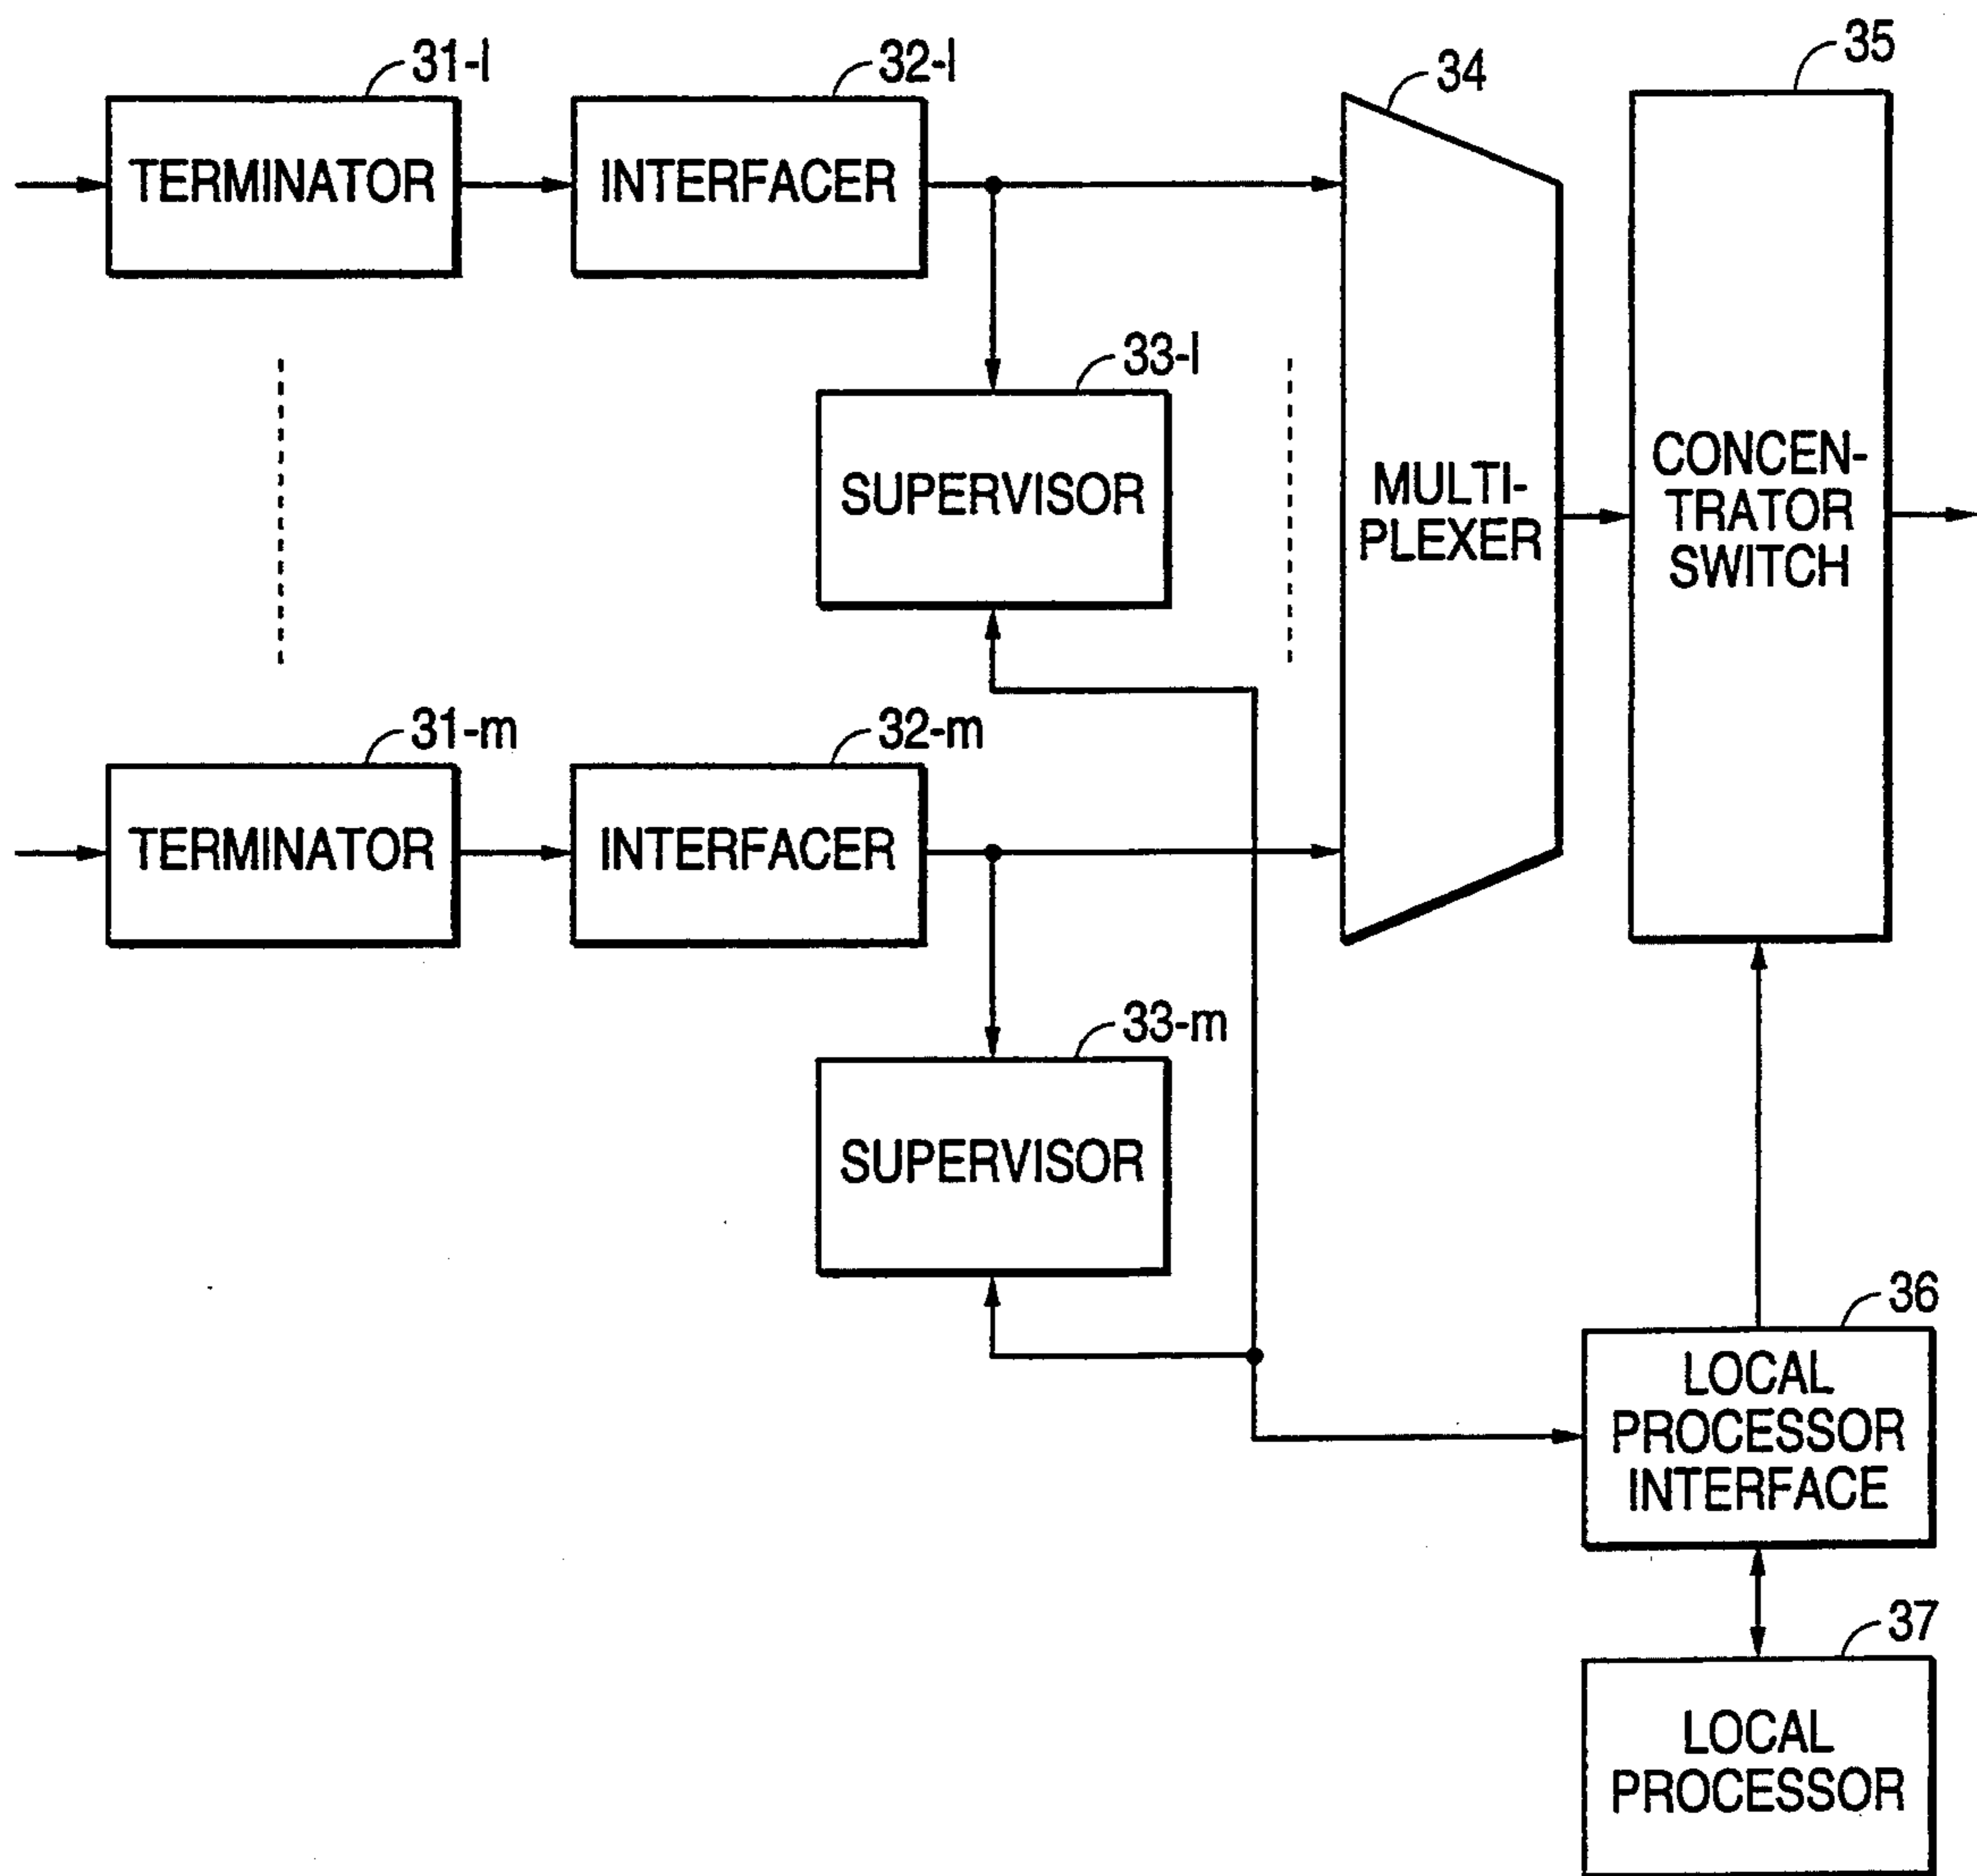 31-l
32-l
34
35
TERMINATOR
INTERFACER
33-l
SUPERVISOR
MULTI-
PLEXER
CONCEN-
TRATOR
SWITCH
31-m
32-m
TERMINATOR
INTERFACER
33-m
SUPERVISOR
36
LOCAL
PROCESSOR
INTERFACE
37
LOCAL
PROCESSOR